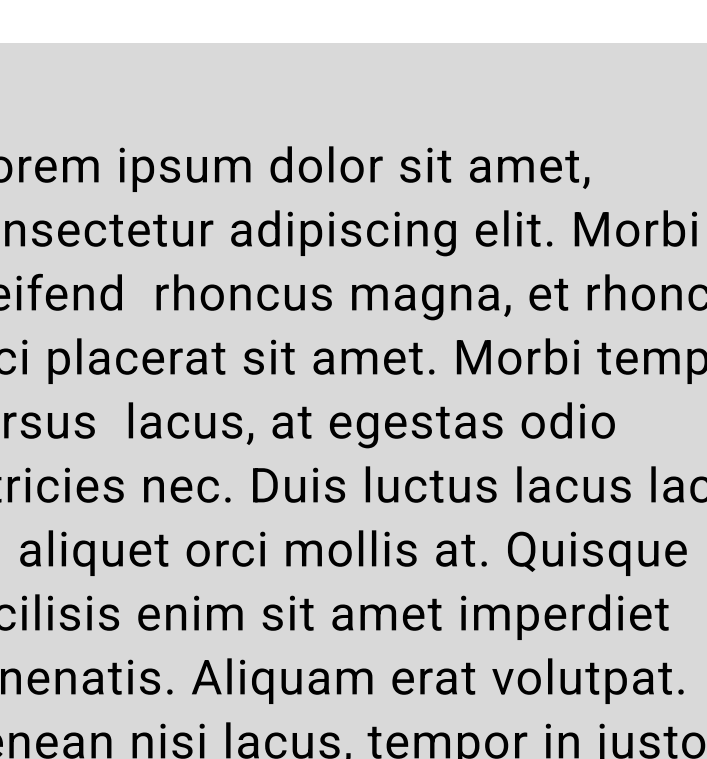 orem ipsum dolor sit amet,
nsectetur adipiscing elit. Morbi
eifend  rhoncus magna, et rhonc
ci placerat sit amet. Morbi temp
rsus  lacus, at egestas odio
tricies nec. Duis luctus lacus lac
aliquet orci mollis at. Quisque
cilisis enim sit amet imperdiet
nenatis. Aliquam erat volutpat.
enean nisi lacus, tempor in justo